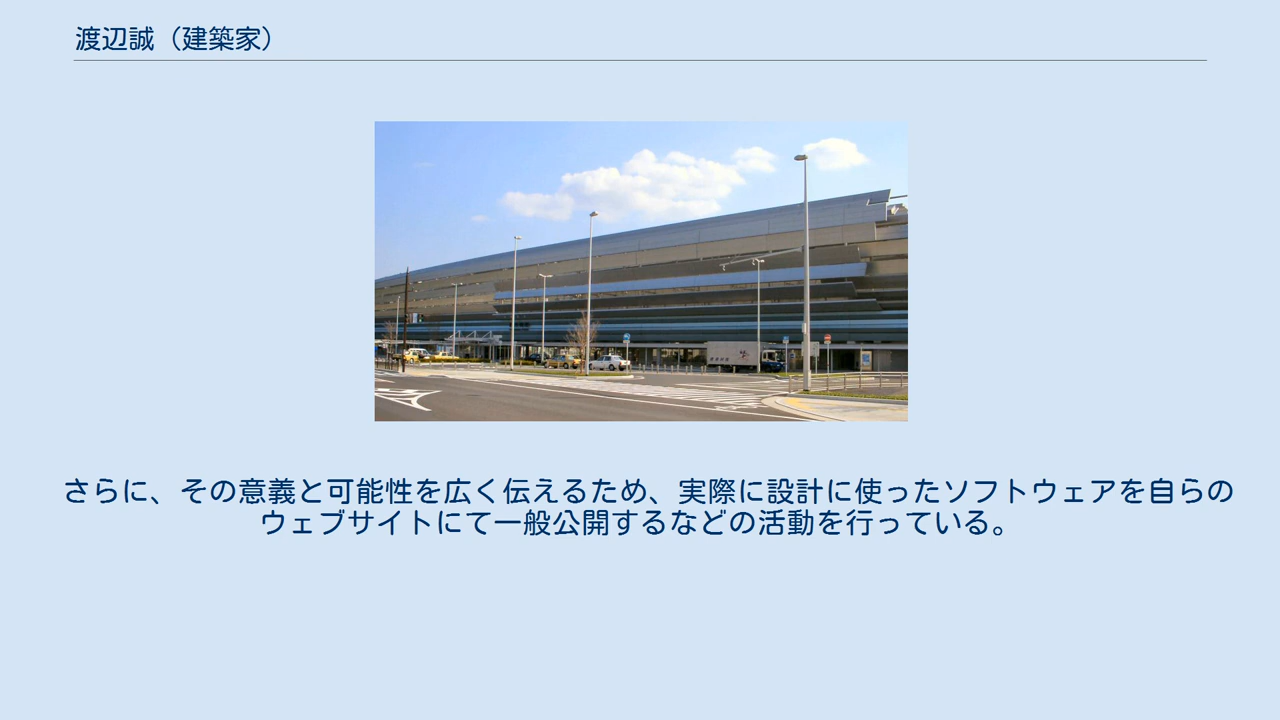 渡辺誠（建築家）
さらに、その意義と可能性を広く伝えるため、実際に設計に使ったソフトウェアを自らの
ウェブサイトにて一般公開するなどの活動を行っている。